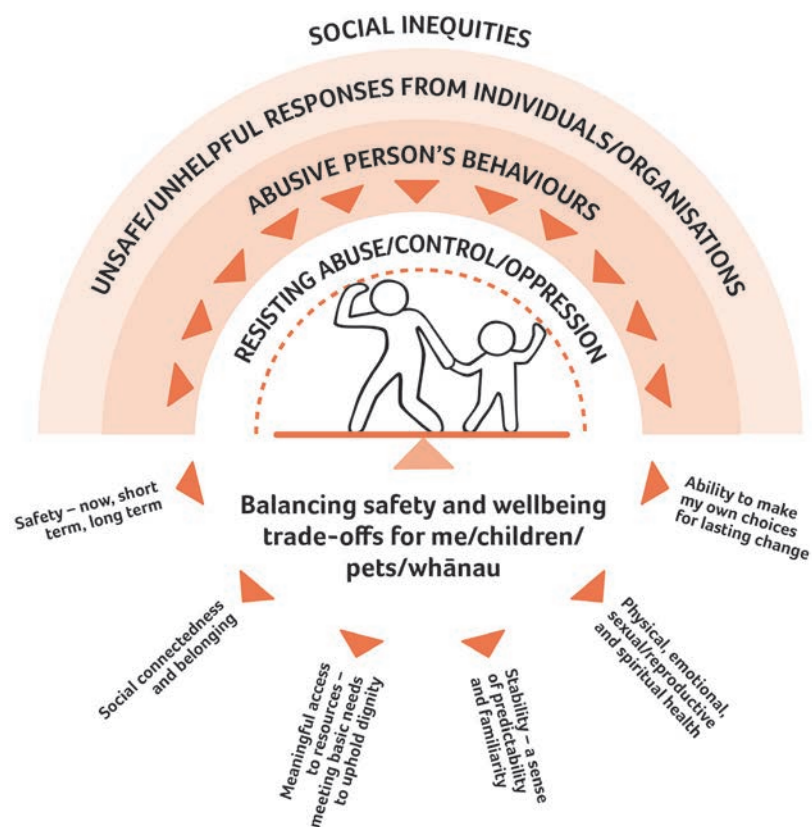 SOCIAL INEQUITIES
UNSAFE/UNHELPFUL RESPONSES FROM INDIVIDUALS/ORGANISATIONS
ABUSIVE PERSON'S BEHAVIOURS
RESISTING ABUSE/CONTROL/OPPRESSION
Balancing safety and wellbeing
trade-offs for me/children/
pets/whānau
Safety – now, short
term, long term
Social connectedness
and belonging
Meaningful access
to resources –
meeting basic needs
to uphold dignity
Stability – a sense
of predictability
and familiarity
Physical, emotional,
sexual/reproductive
and spiritual health
Ability to make
my own choices
for lasting change